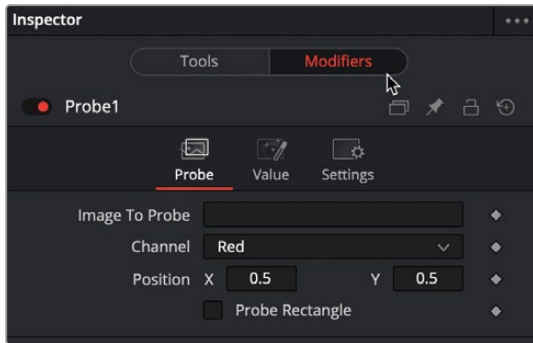 Inspector
Tools Modifiers
Probe1
Probe Value Settings
Image To Probe
Channel Red
Position X 0.5 Y 0.5
Probe Rectangle